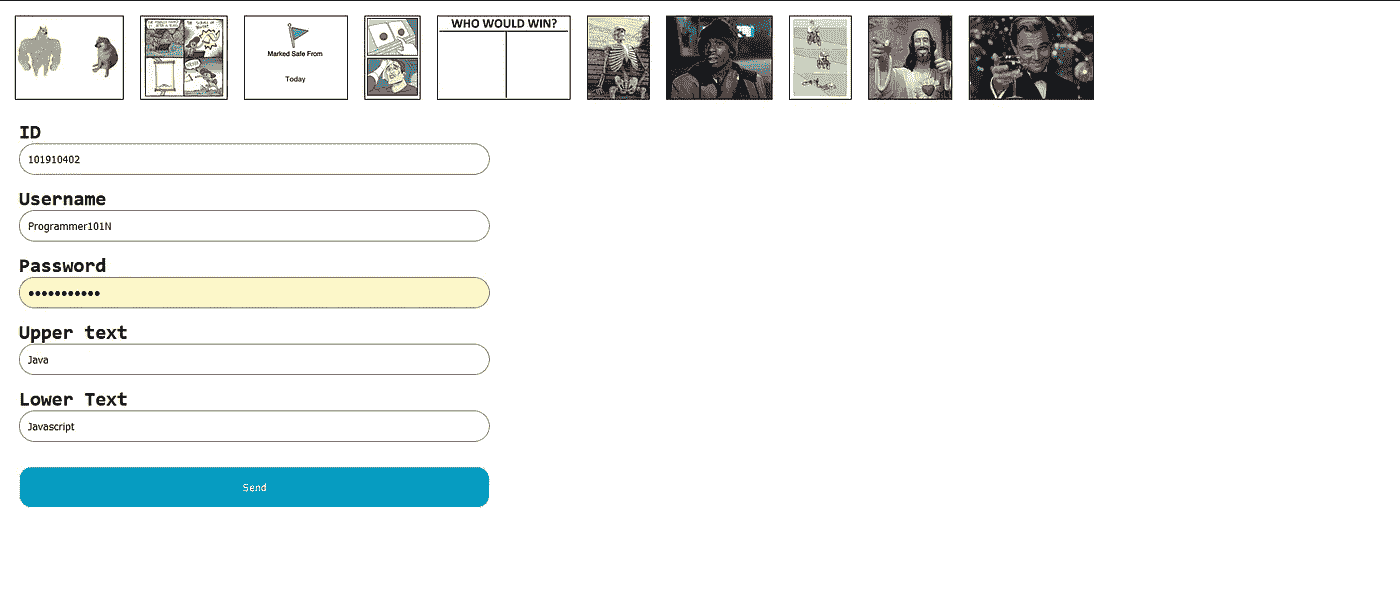 Marked Safe From
Today
WHO WOULD WIN?
ID
101910402
Username
Programmer101N
Password
•••••••••••
Upper text
Java
Lower Text
Javascript
Send